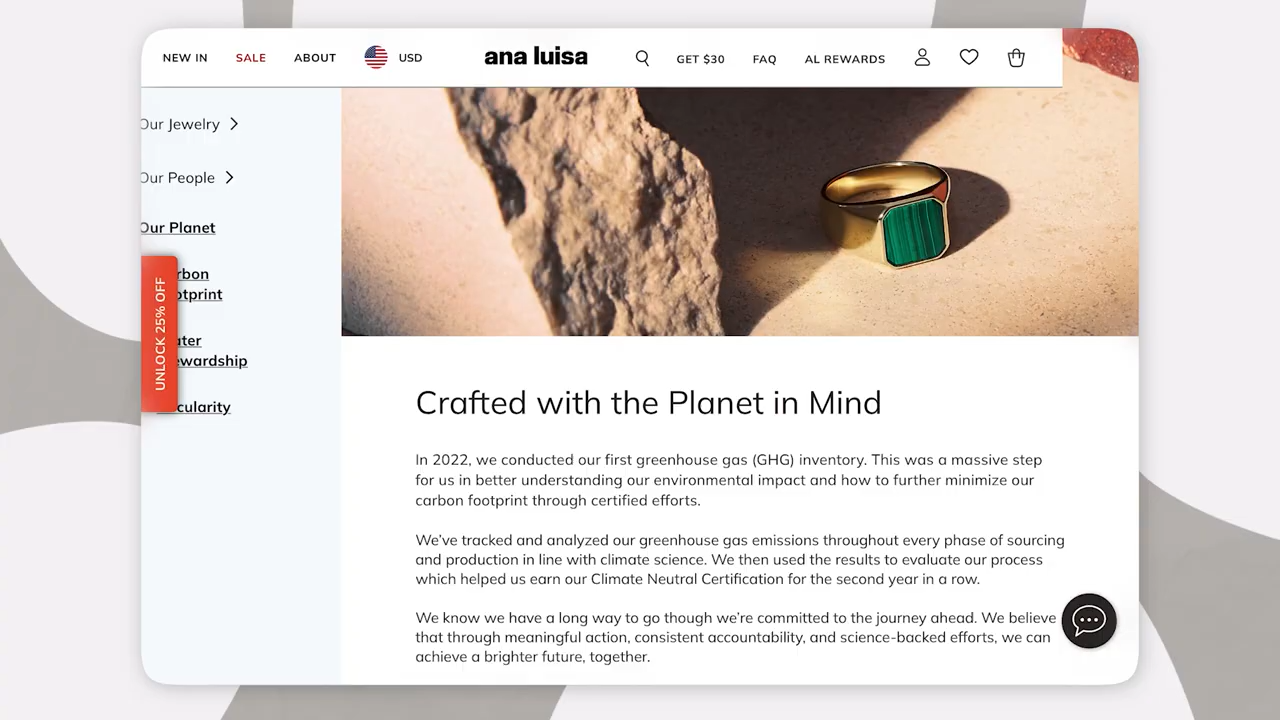 NEW IN SALE ABOUT USD ana luisa GET $30 FAQ AL REWARDS
Our Jewelry
Our People
Our Planet
UNLOCK 25% OFF
Crafted with the Planet in Mind
In 2022, we conducted our first greenhouse gas (GHG) inventory. This was a massive step
for us in better understanding our environmental impact and how to further minimize our
carbon footprint through certified efforts.
We’ve tracked and analyzed our greenhouse gas emissions throughout every phase of sourcing
and production in line with climate science. We then used the results to evaluate our process
which helped us earn our Climate Neutral Certification for the second year in a row.
We know we have a long way to go though we’re committed to the journey ahead. We believe
that through meaningful action, consistent accountability, and science-backed efforts, we can
achieve a brighter future, together.